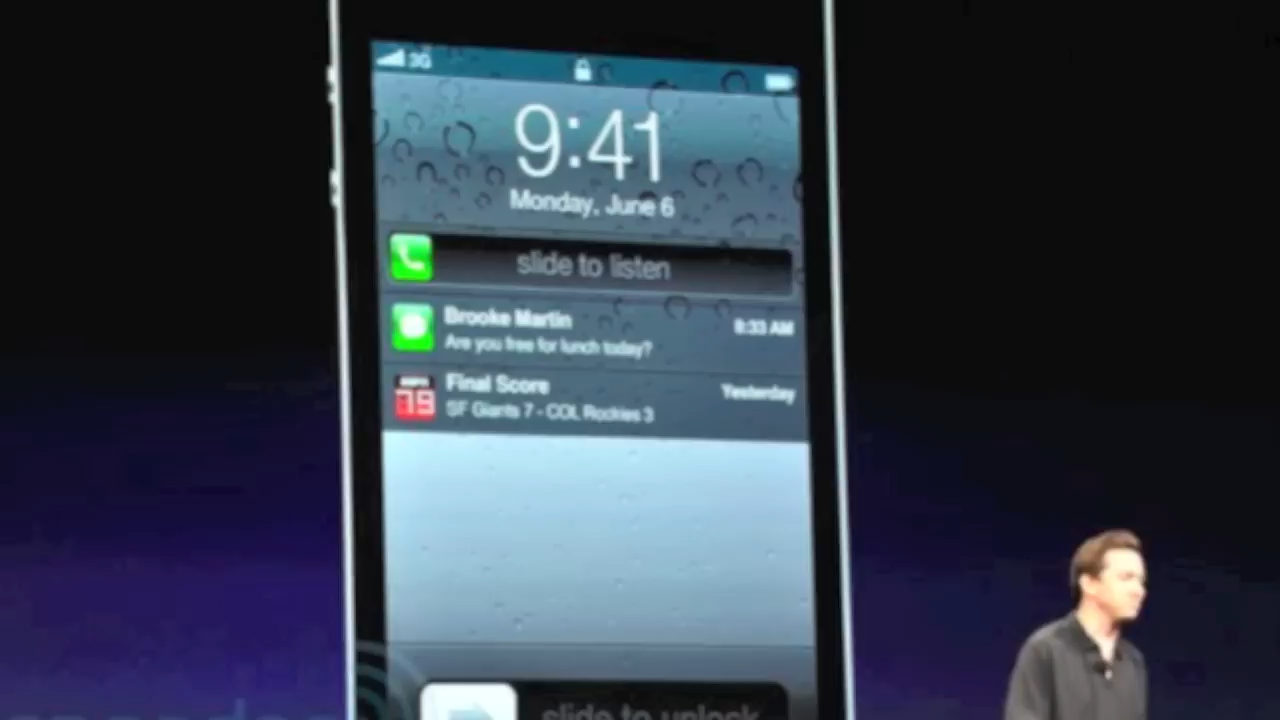 3G
9:41
Monday, June 6
slide to listen
Brooke Martin 8:33 AM
Are you free for lunch today?
Final Score Yesterday
SF Giants 7 - COL Rockies 3
slide to unlock